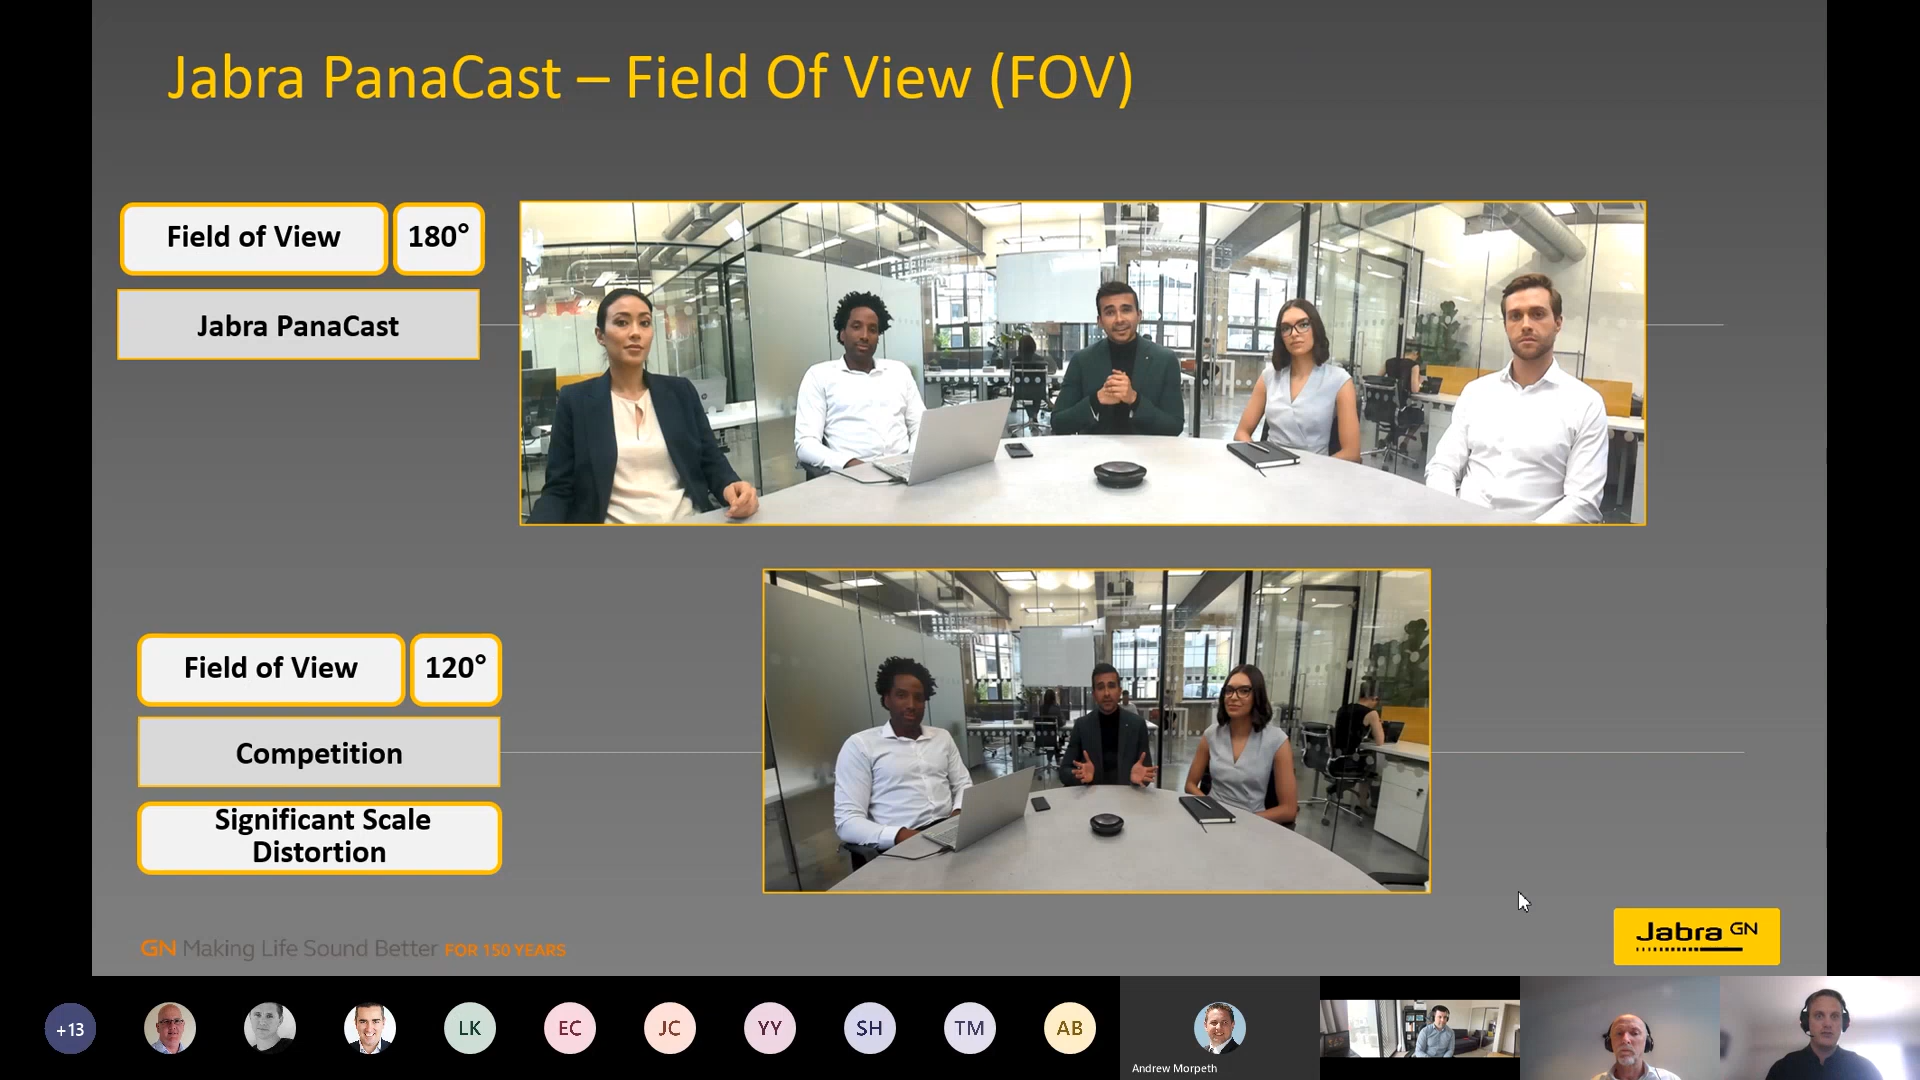 Jabra PanaCast – Field Of View (FOV)
Field of View
180°
Jabra PanaCast
Field of View
120°
Competition
Significant Scale
Distortion
GN Making Life Sound Better FOR 150 YEARS
Jabra GN
+13
LK
EC
JC
YY
SH
TM
AB
Andrew Morpeth